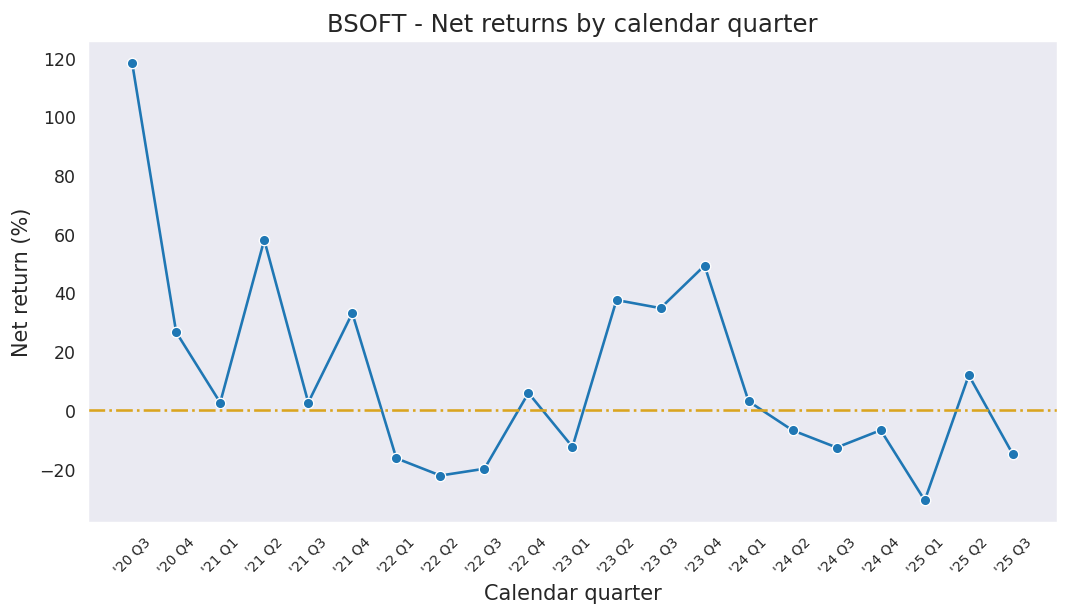 BSOFT - Net returns by calendar quarter
Net return (%)
120
100
80
60
40
20
0
−20
'20 Q3
'20 Q4
'21 Q1
'21 Q2
'21 Q3
'21 Q4
'22 Q1
'22 Q2
'22 Q3
'22 Q4
'23 Q1
'23 Q2
'23 Q3
'23 Q4
'24 Q1
'24 Q2
'24 Q3
'24 Q4
'25 Q1
'25 Q2
'25 Q3
Calendar quarter